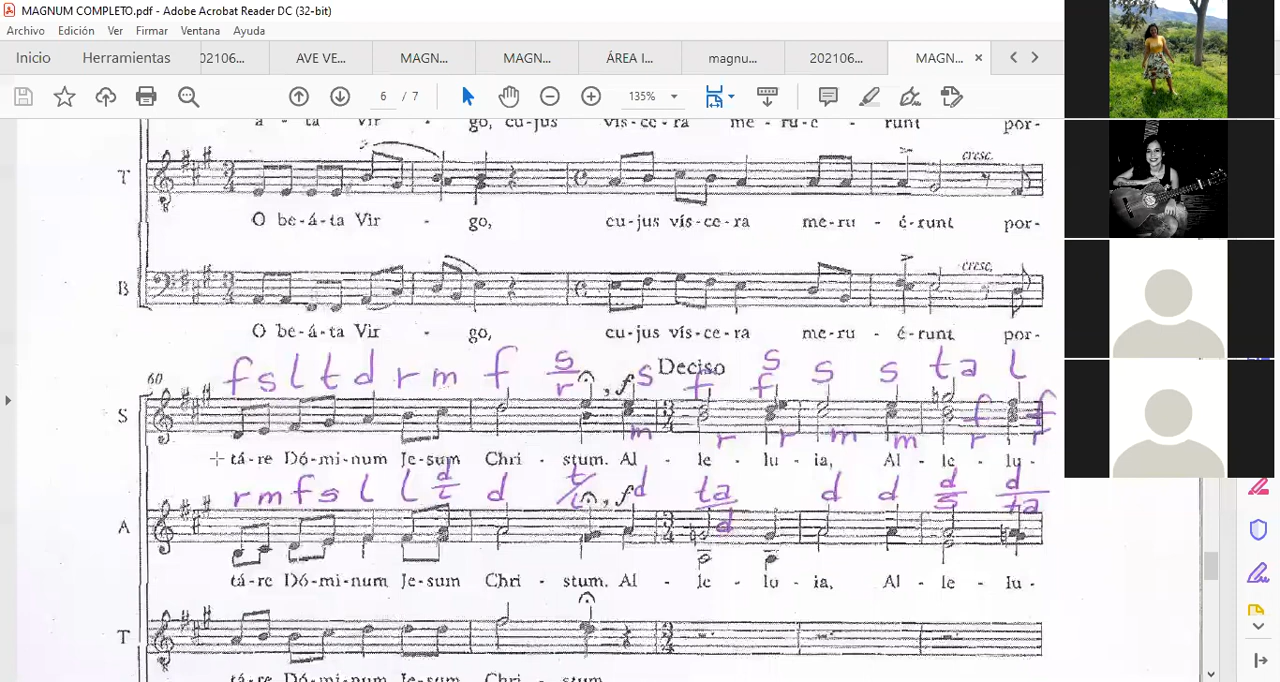 MAGNUM COMPLETO.pdf - Adobe Acrobat Reader DC (32-bit)
Archivo Edición Ver Firmar Ventana Ayuda
Inicio Herramientas 202106... AVE VE... MAGN... MAGN... ÁREA I... magnu... 202106... MAGN... ×
6 / 7 135%
a - ta Vir - go, cu-jus vís-ce-ra me - ru-é - runt por-
T cresc.
O be-á-ta Vir - go, cu-jus vís-ce-ra me-ru - é-runt por-
B cresc.
O be-á-ta Vir - go, cu-jus vís-ce-ra me-ru - é-runt por-
f s l t d r m f s r s Deciso f s f s s ta l
60
S f f f
m r r m m r r
tá-re Dó-mi-num Je-sum Chri - stum. Al - le - lu - ia, Al - le - lu-
r m f s l l d d f d ta d d d d s d ta
A
tá-re Dó-mi-num Je-sum Chri - stum. Al - le - lu - ia, Al - le - lu-
T
tá-re Dó-mi-num Je-sum Chri - stum.